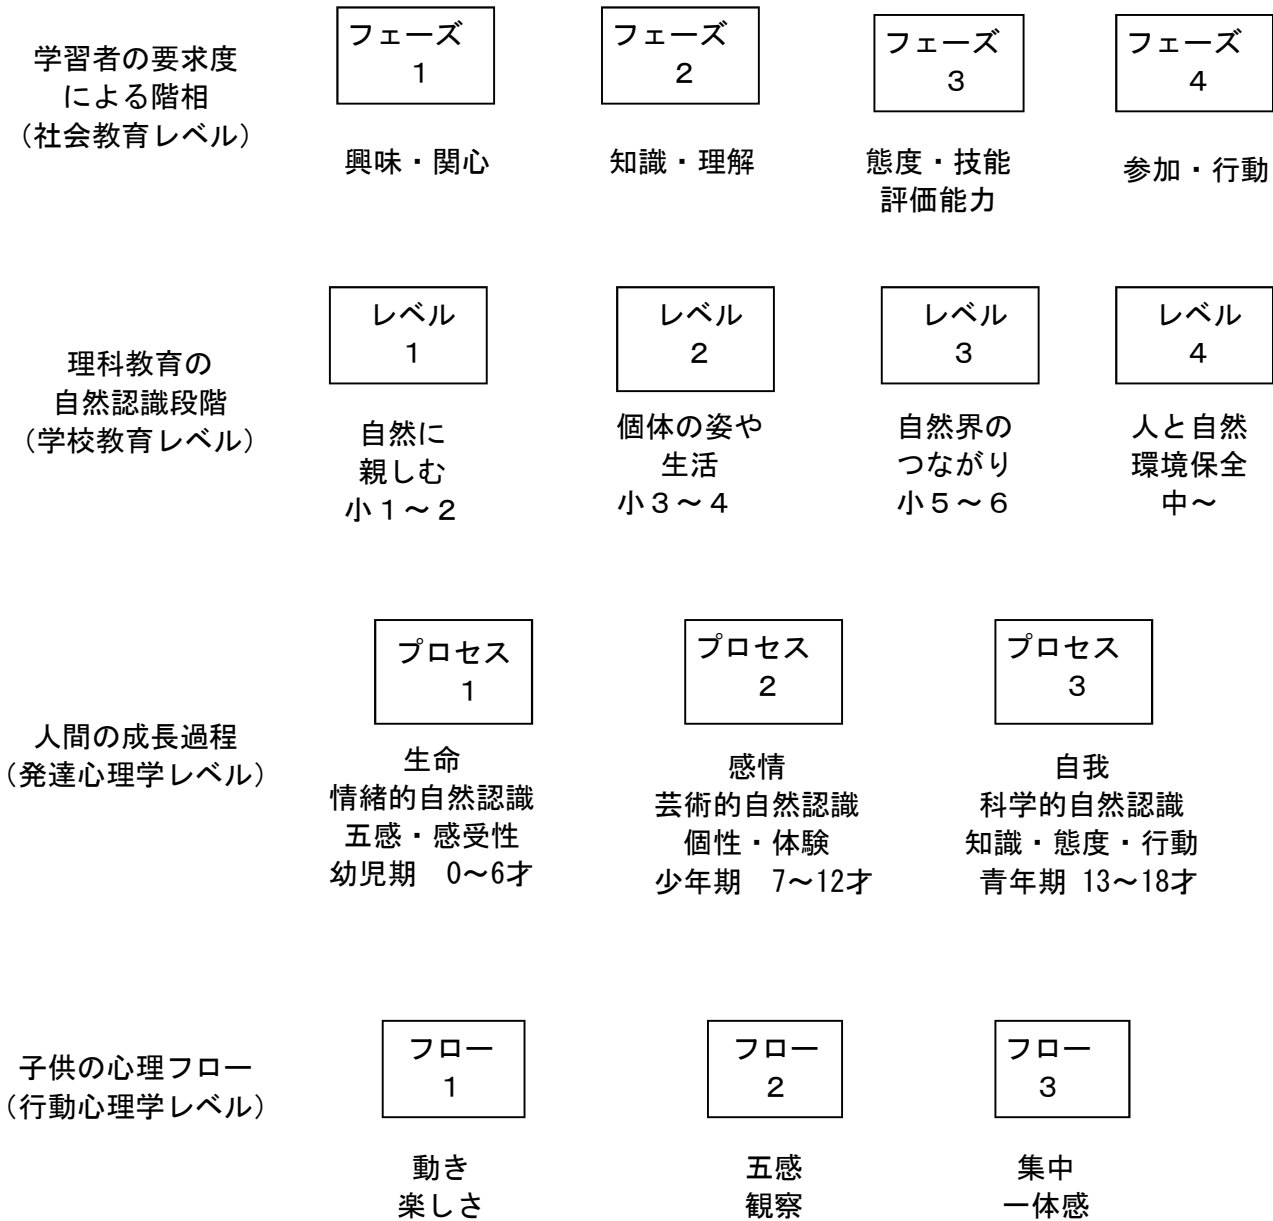 学習者の要求度
による階相
（社会教育レベル）
フェーズ
1
興味・関心
フェーズ
2
知識・理解
フェーズ
3
態度・技能
評価能力
フェーズ
4
参加・行動
理科教育の
自然認識段階
（学校教育レベル）
レベル
1
自然に
親しむ
小１～２
レベル
2
個体の姿や
生活
小３～４
レベル
3
自然界の
つながり
小５～６
レベル
4
人と自然
環境保全
中～
人間の成長過程
（発達心理学レベル）
プロセス
1
生命
情緒的自然認識
五感・感受性
幼児期　0～6才
プロセス
2
感情
芸術的自然認識
個性・体験
少年期　7～12才
プロセス
3
自我
科学的自然認識
知識・態度・行動
青年期 13～18才
子供の心理フロー
（行動心理学レベル）
フロー
1
動き
楽しさ
フロー
2
五感
観察
フロー
3
集中
一体感